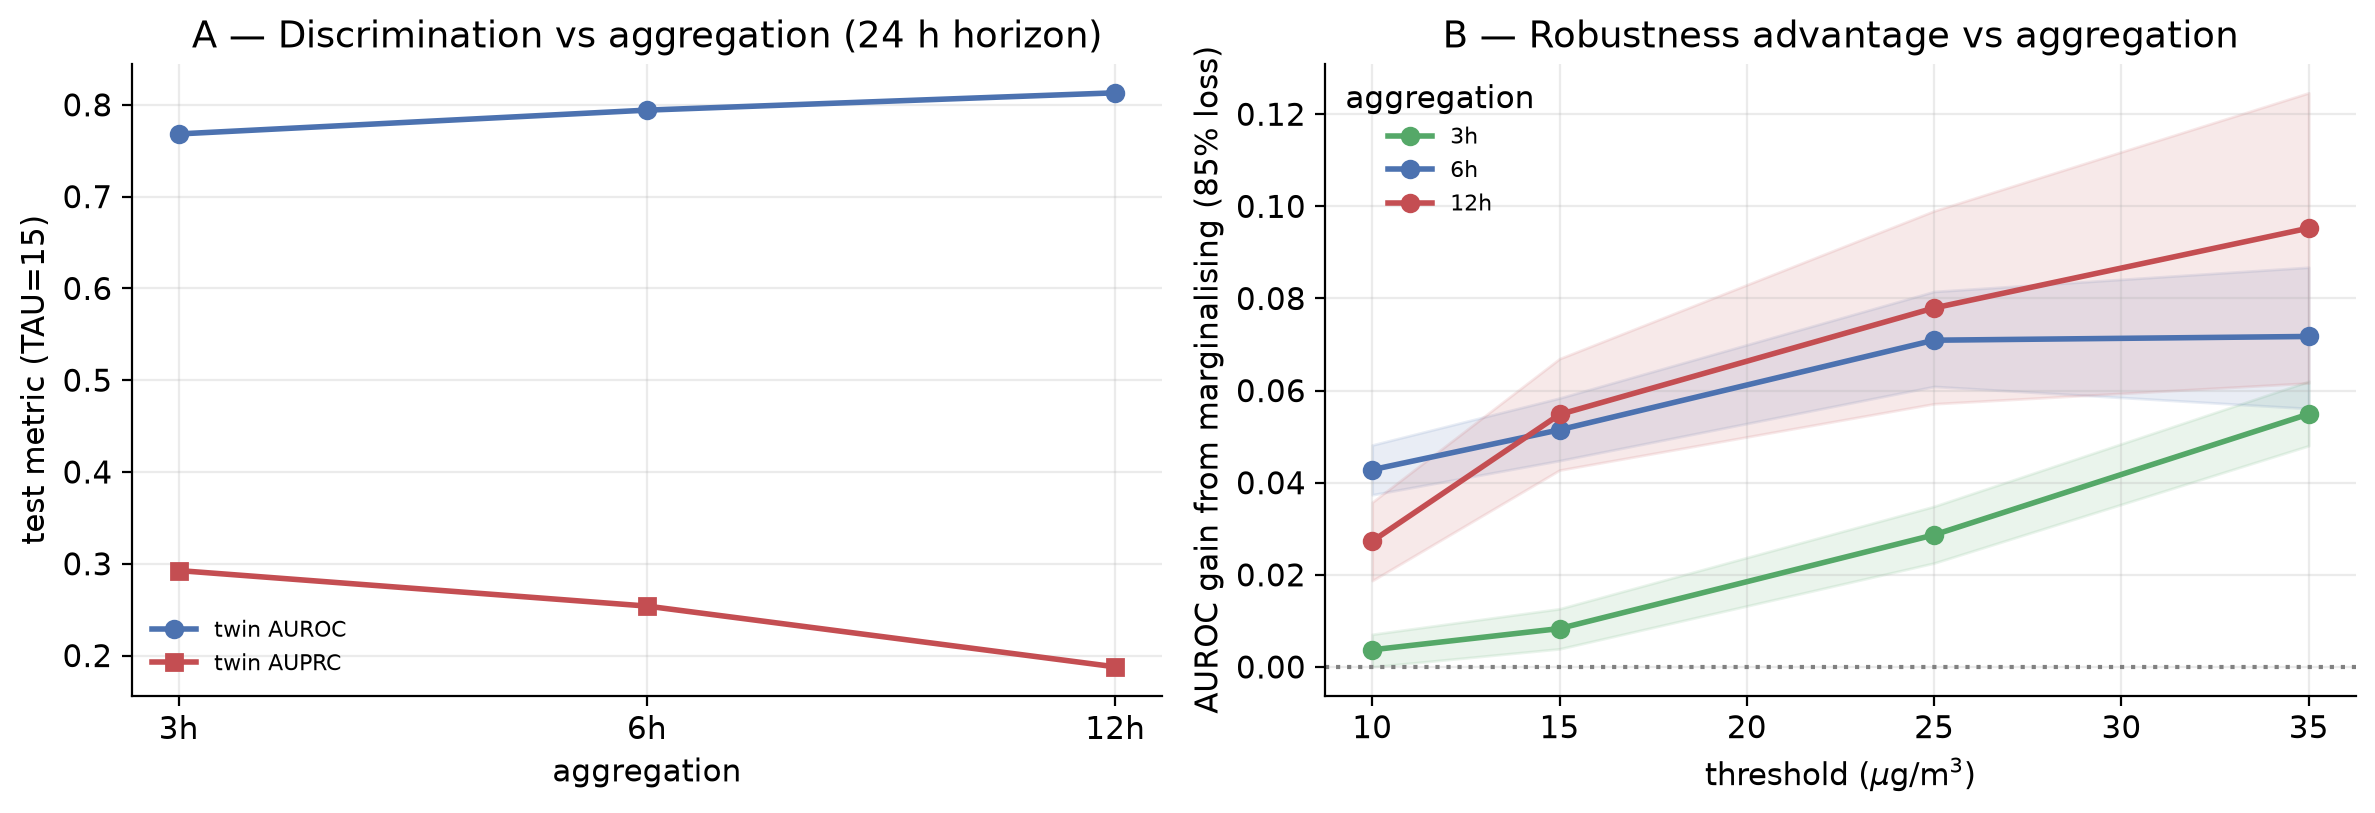 A — Discrimination vs aggregation (24 h horizon)
test metric (TAU=15)
0.8
0.7
0.6
0.5
0.4
0.3
0.2
twin AUROC
twin AUPRC
3h
6h
12h
aggregation
B — Robustness advantage vs aggregation
AUROC gain from marginalising (85% loss)
0.12
0.10
0.08
0.06
0.04
0.02
0.00
aggregation
3h
6h
12h
10
15
20
25
30
35
threshold (μg/m³)